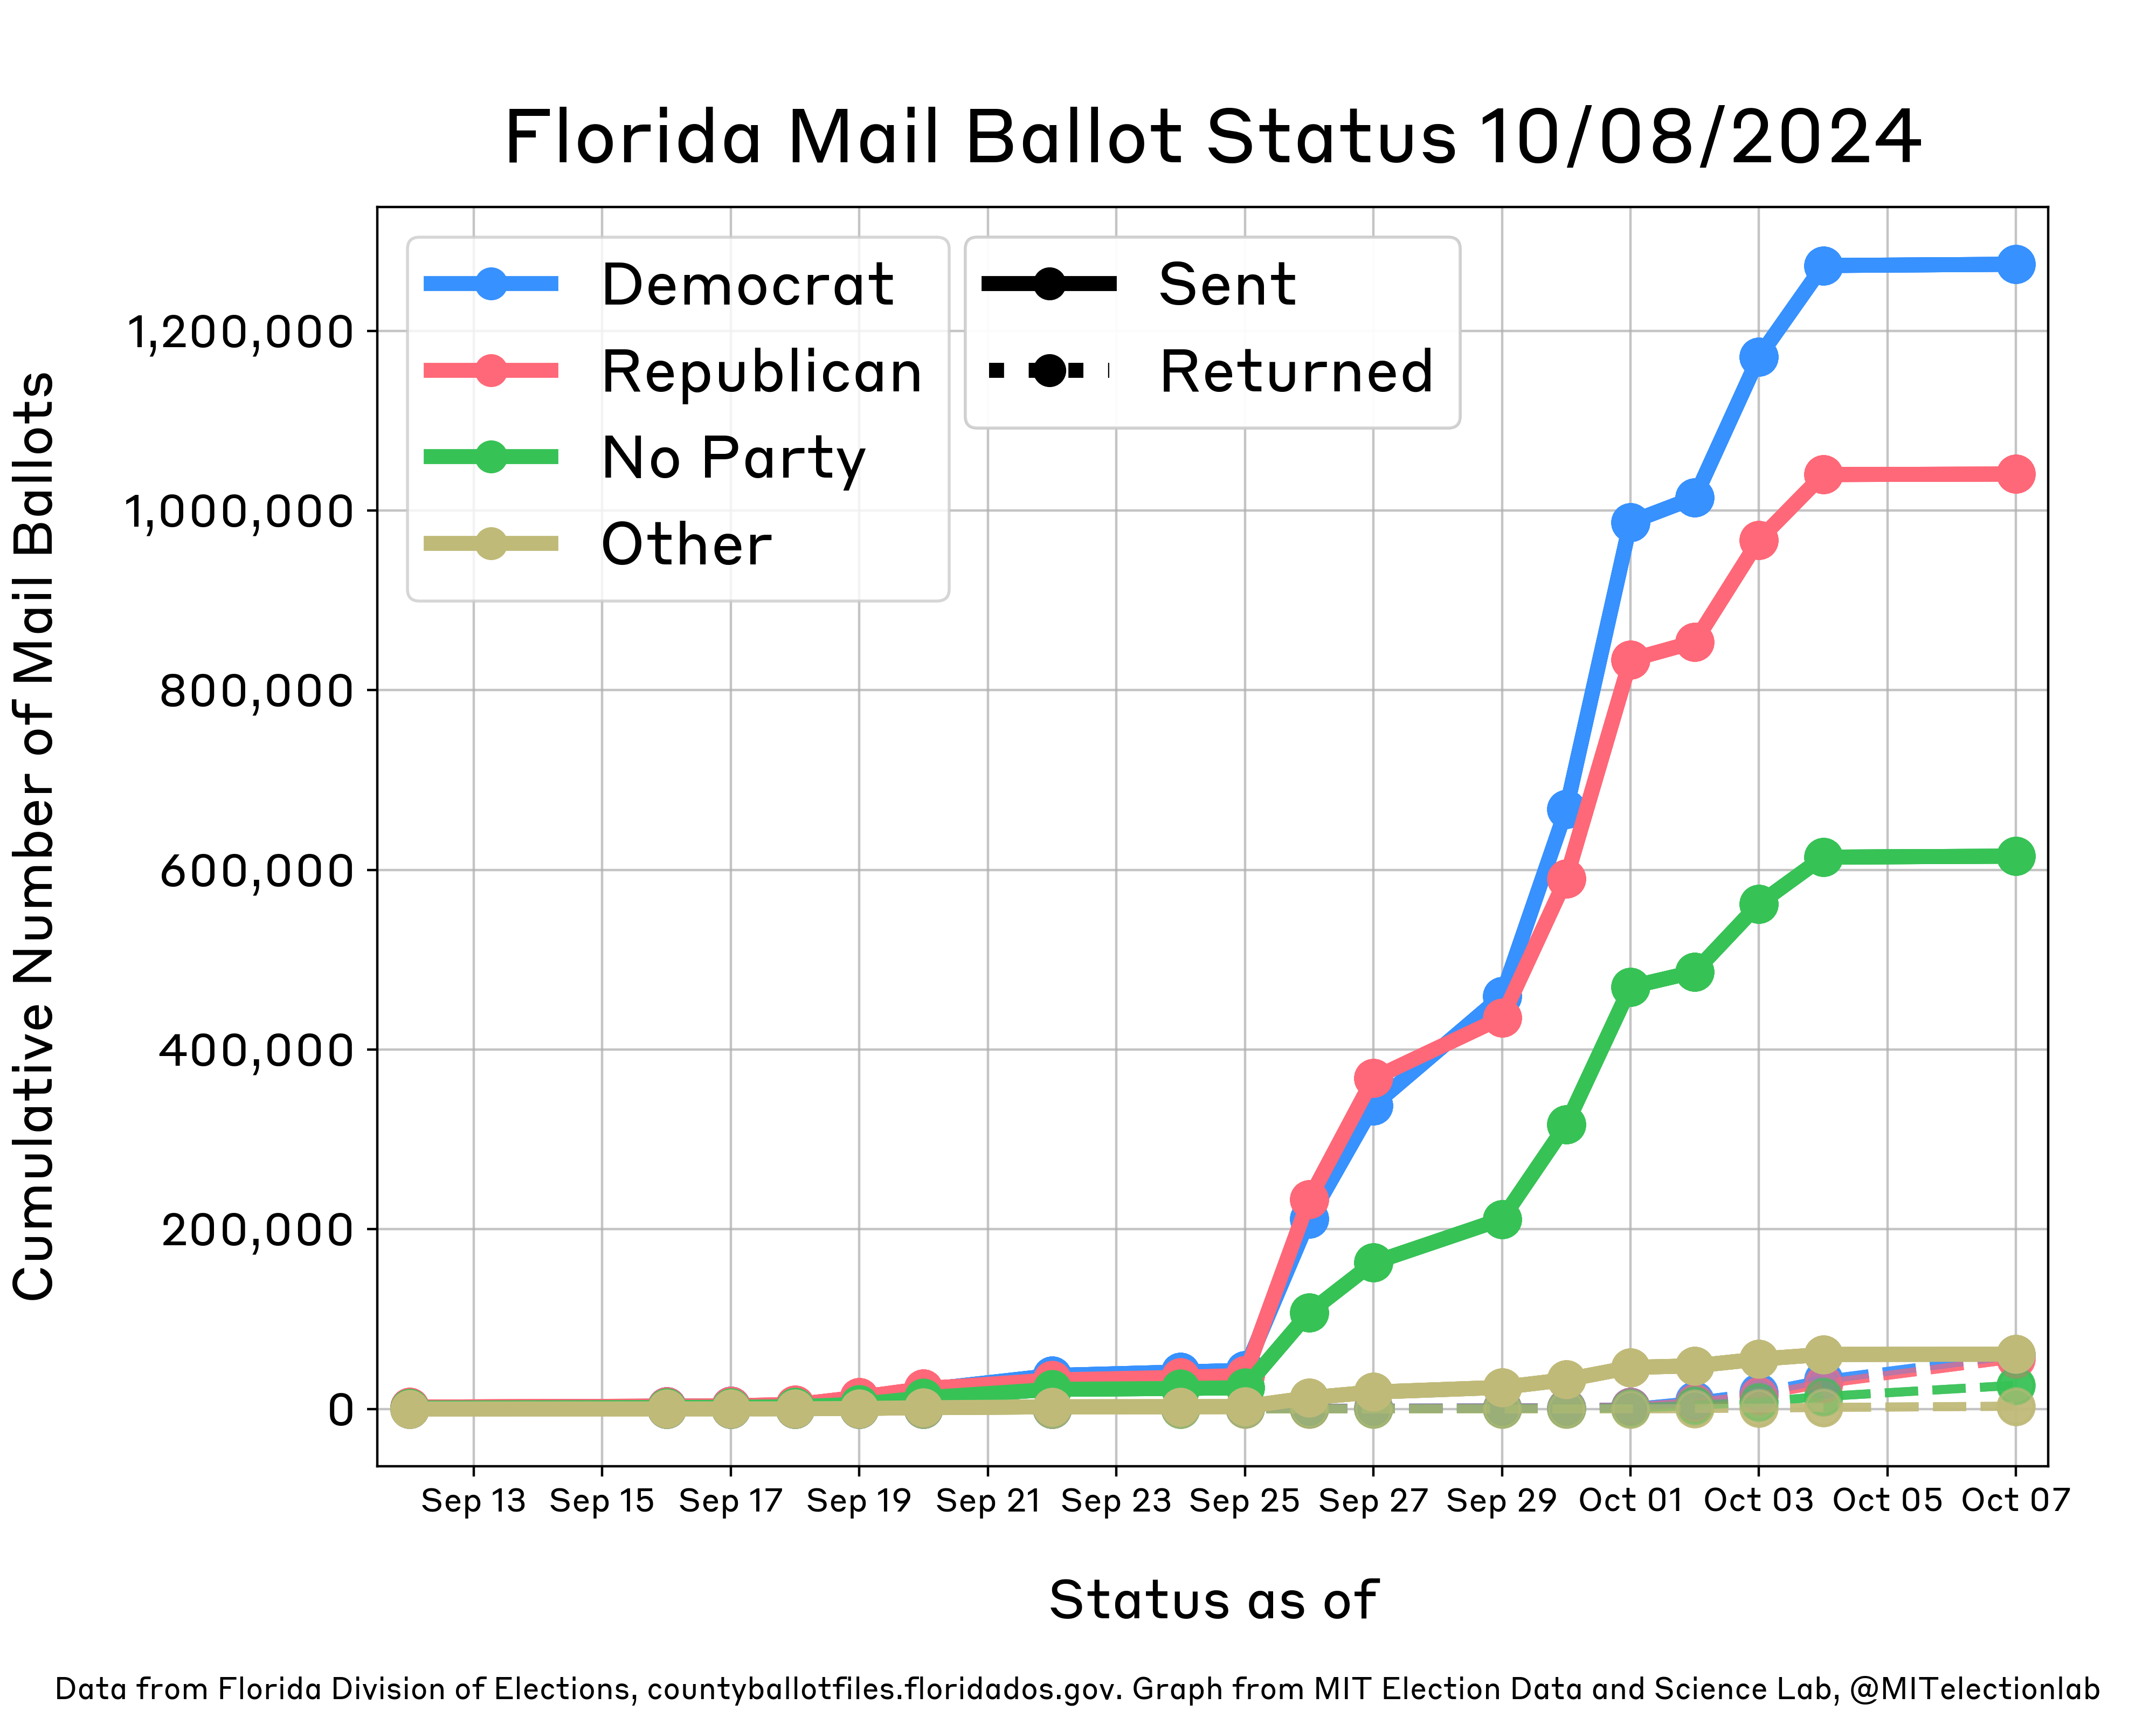 Florida Mail Ballot Status 10/08/2024
Democrat
Republican
No Party
Other
Sent
Returned
Cumulative Number of Mail Ballots
1,200,000
1,000,000
800,000
600,000
400,000
200,000
0
Sep 13 Sep 15 Sep 17 Sep 19 Sep 21 Sep 23 Sep 25 Sep 27 Sep 29 Oct 01 Oct 03 Oct 05 Oct 07
Status as of
Data from Florida Division of Elections, countyballotfiles.floridados.gov. Graph from MIT Election Data and Science Lab, @MITelectionlab